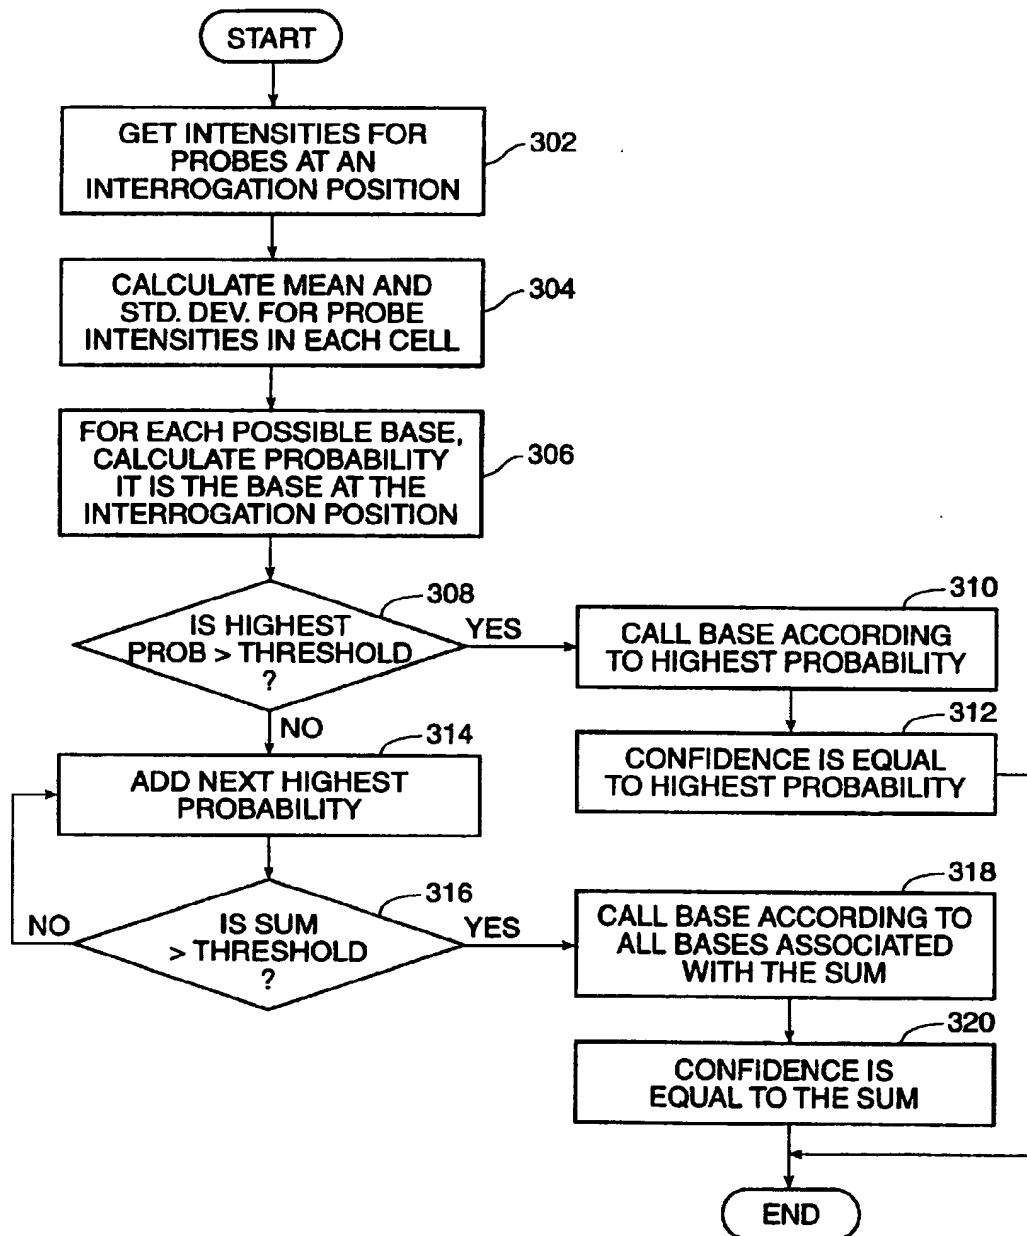 START
GET INTENSITIES FOR
PROBES AT AN
INTERROGATION POSITION
302
CALCULATE MEAN AND
STD. DEV. FOR PROBE
INTENSITIES IN EACH CELL
304
FOR EACH POSSIBLE BASE,
CALCULATE PROBABILITY
IT IS THE BASE AT THE
INTERROGATION POSITION
306
308
IS HIGHEST
PROB > THRESHOLD
?
YES
NO
310
CALL BASE ACCORDING
TO HIGHEST PROBABILITY
312
CONFIDENCE IS EQUAL
TO HIGHEST PROBABILITY
314
ADD NEXT HIGHEST
PROBABILITY
316
IS SUM
> THRESHOLD
?
NO
YES
318
CALL BASE ACCORDING TO
ALL BASES ASSOCIATED
WITH THE SUM
320
CONFIDENCE IS
EQUAL TO THE SUM
END